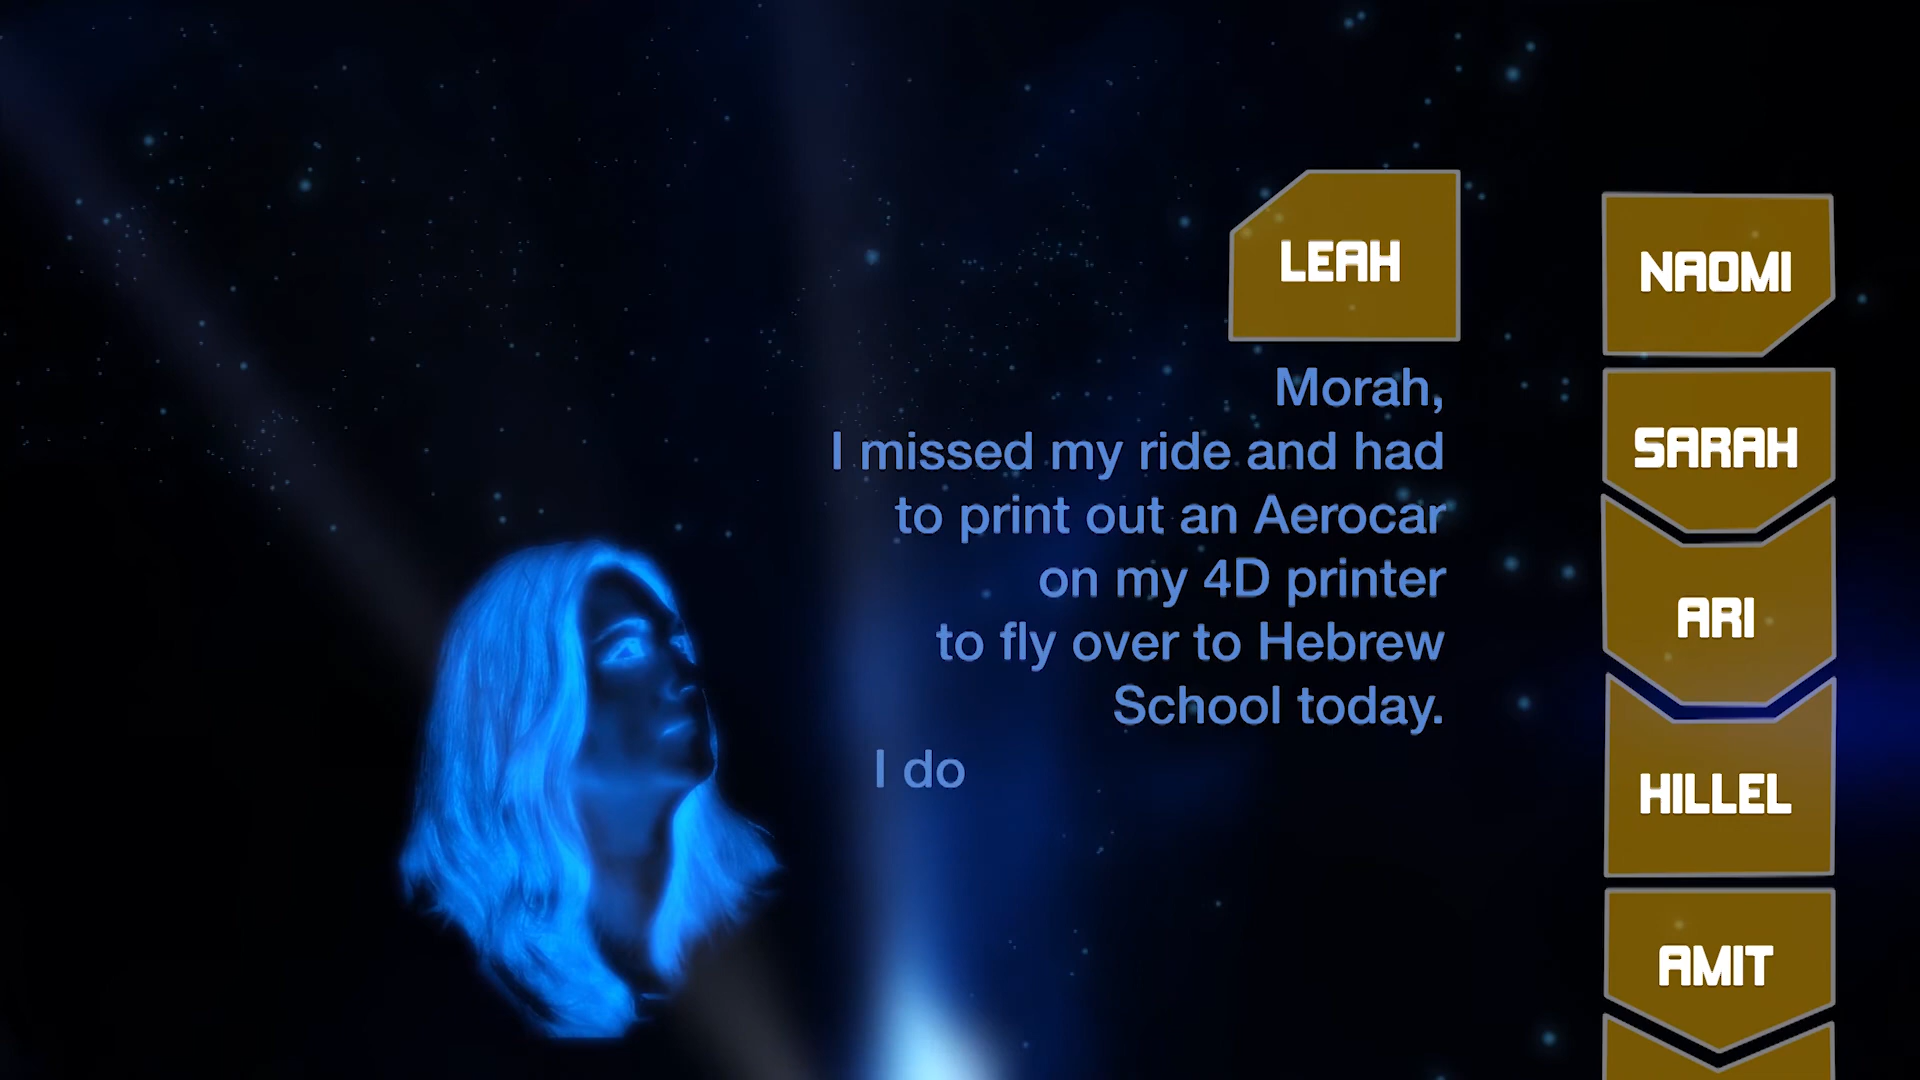 LEAH
Morah,
I missed my ride and had
to print out an Aerocar
on my 4D printer
to fly over to Hebrew
School today.
I do
NAOMI
SARAH
ARI
HILLEL
AMIT